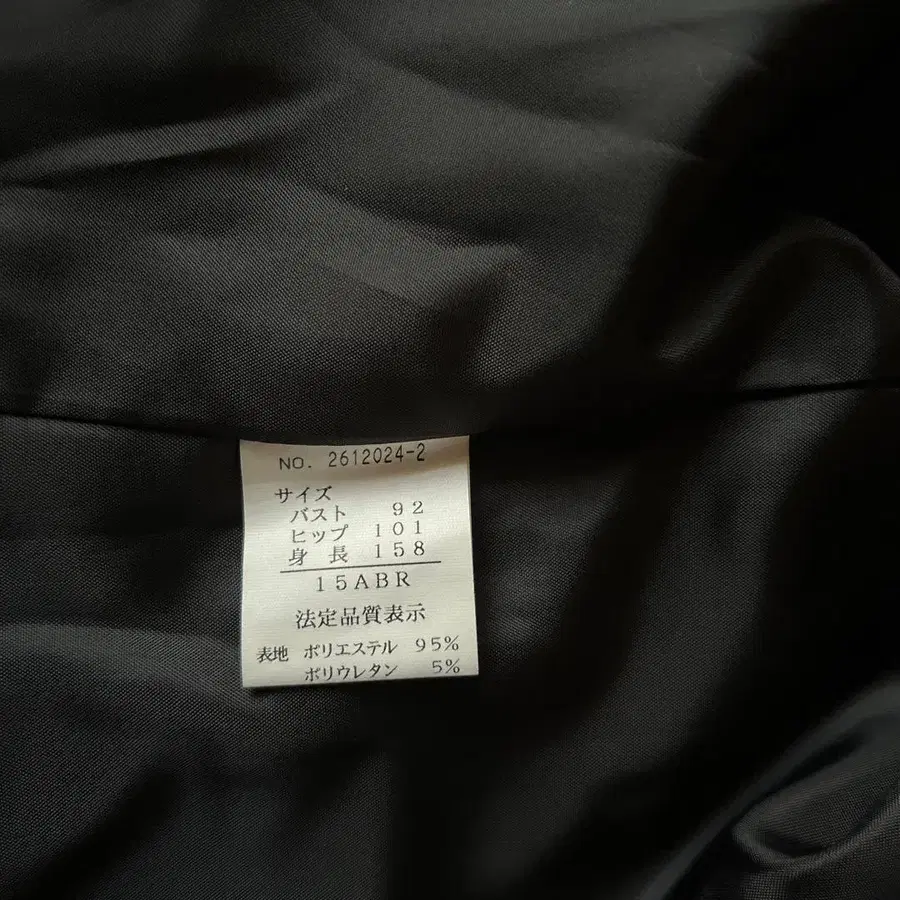 NO. 2612024-2
サイズ
バスト 92
ヒップ 101
身長 158
15ABR
法定品質表示
表地 ポリエステル 95%
ポリウレタン 5%